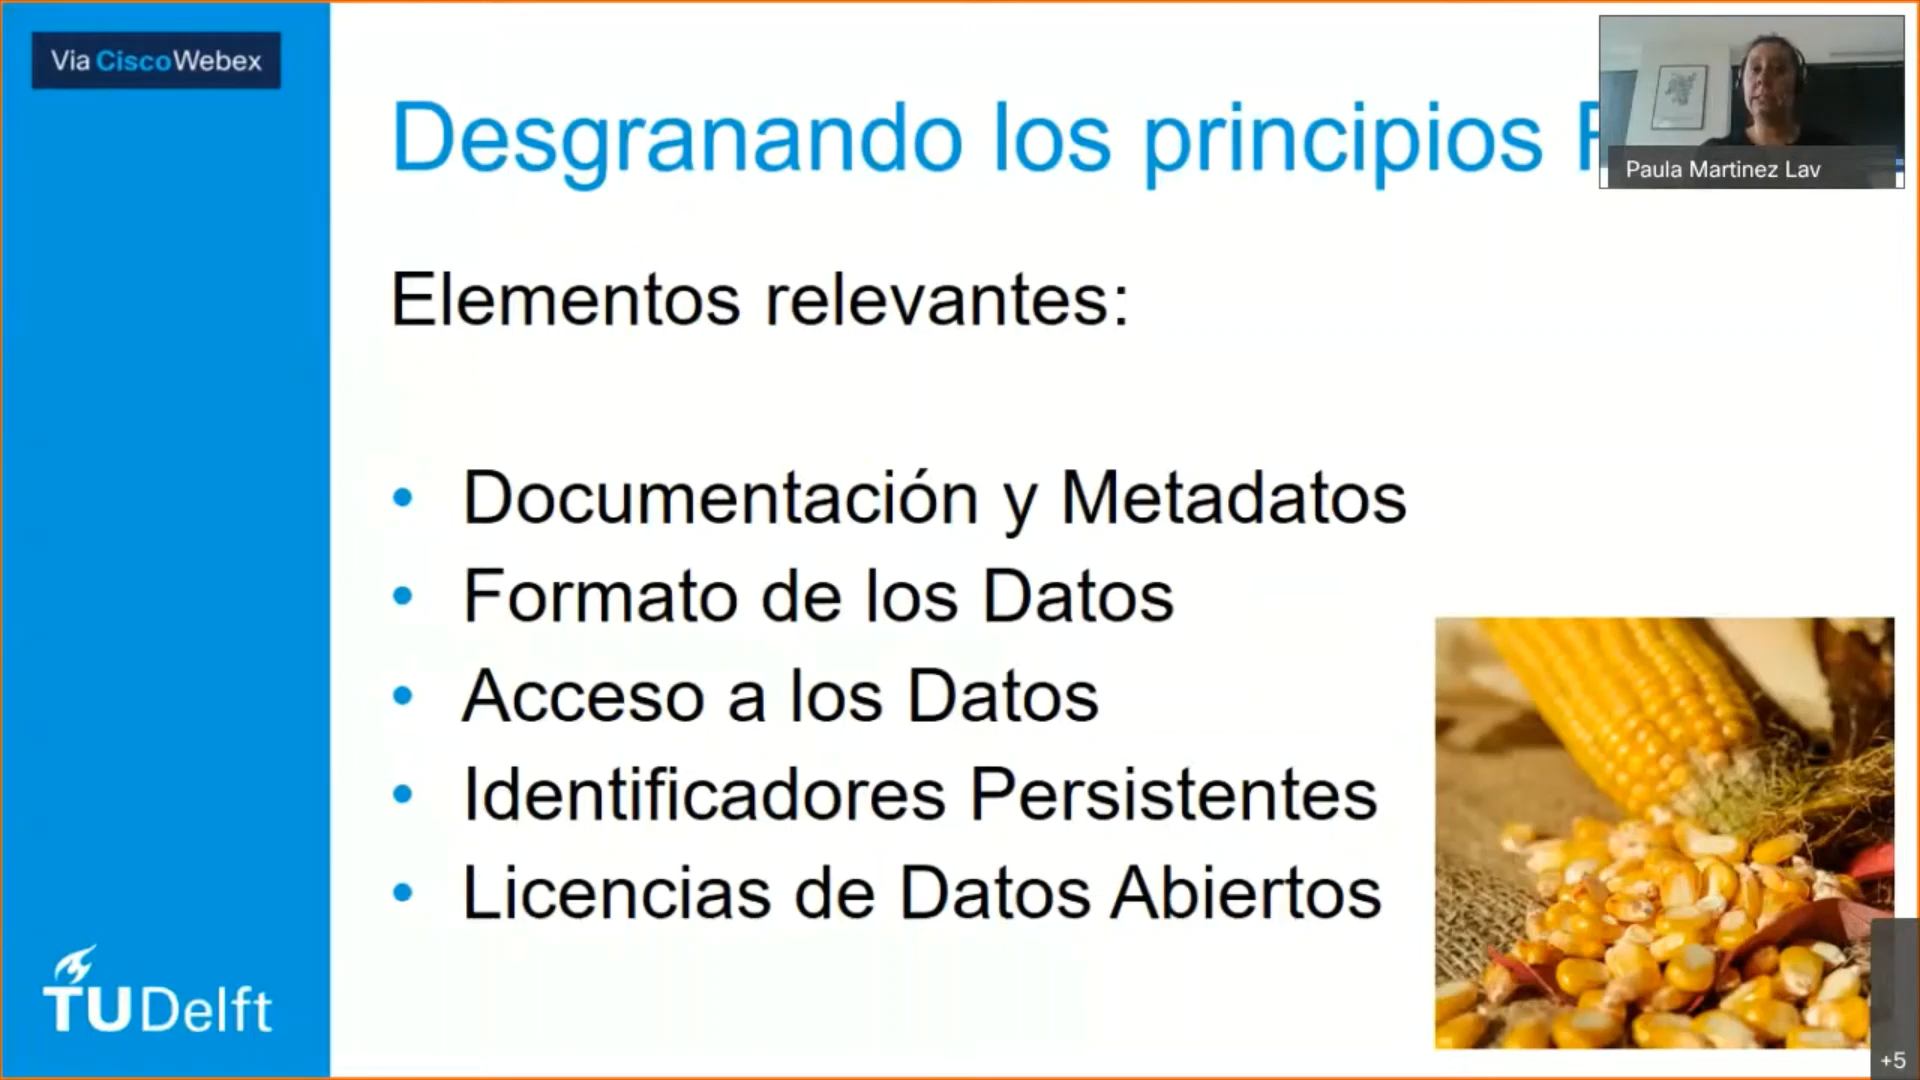 Via CiscoWebex
Desgranando los principios
Paula Martinez Lav
Elementos relevantes:
• Documentación y Metadatos
• Formato de los Datos
• Acceso a los Datos
• Identificadores Persistentes
• Licencias de Datos Abiertos
TUDelft
+5